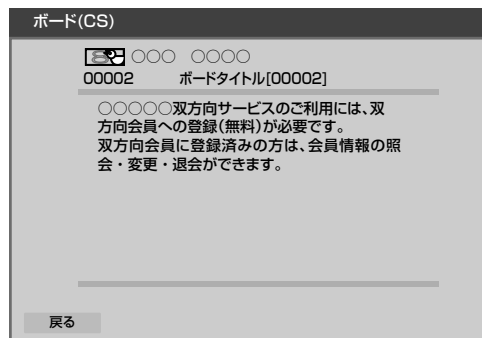 ボード(CS)
○○○ ○○○○
00002 ボードタイトル[00002]
○○○○○双方向サービスのご利用には、双
方向会員への登録(無料)が必要です。
双方向会員に登録済みの方は、会員情報の照
会・変更・退会ができます。
戻る